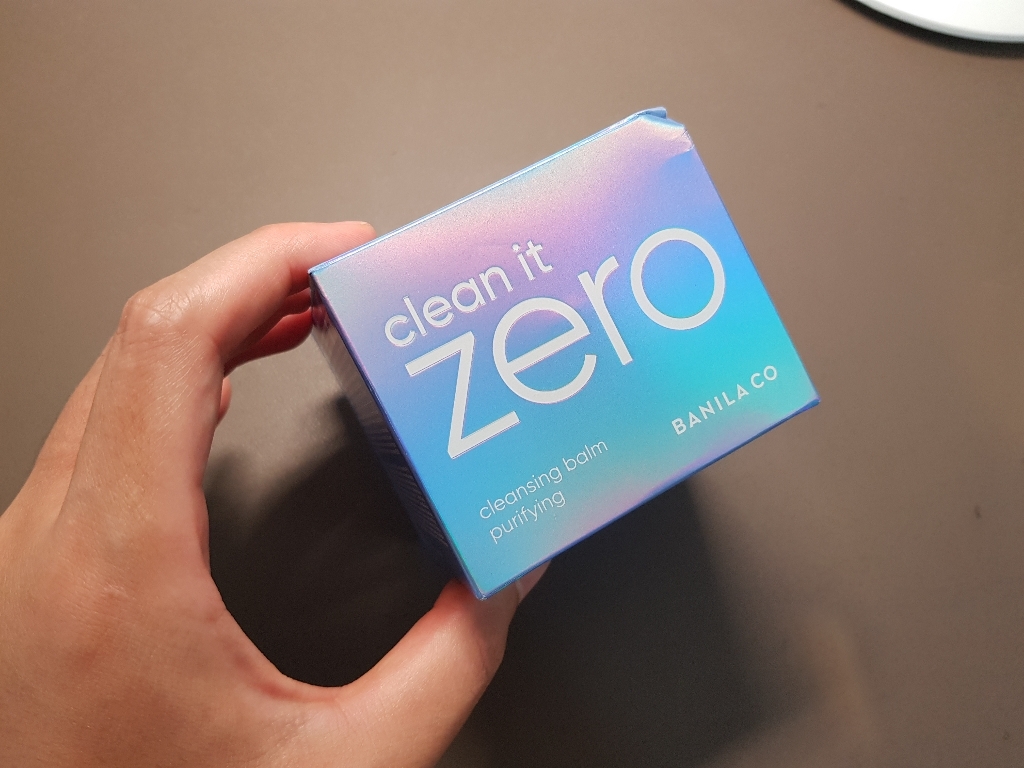 clean it
zero
BANILA CO
cleansing balm
purifying